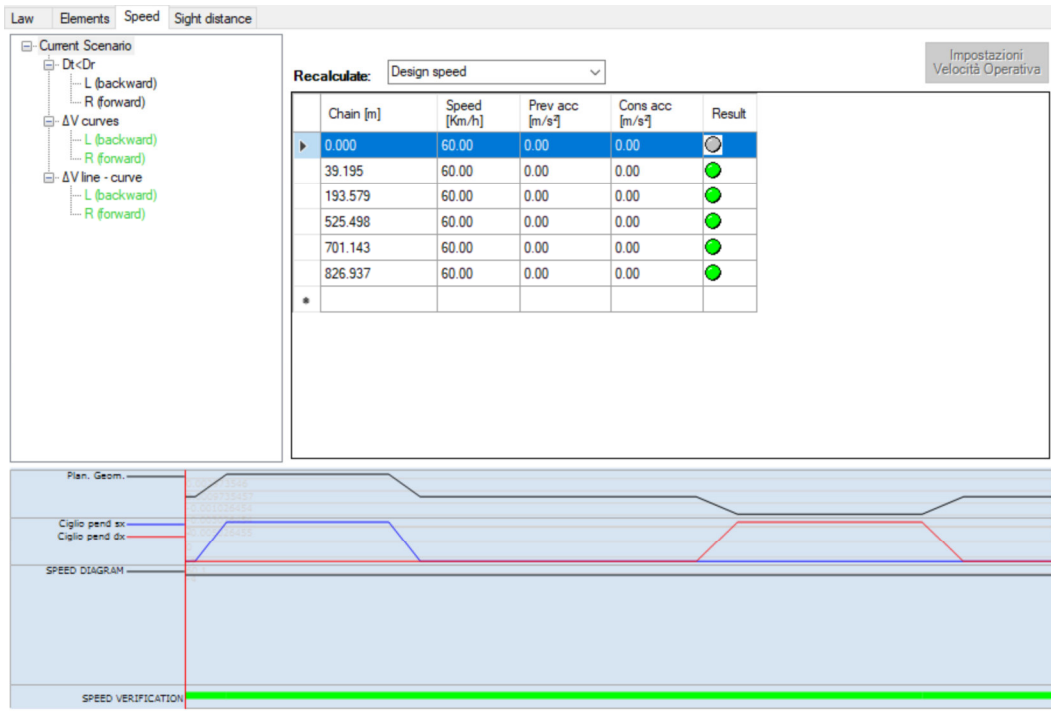 Law Elements Speed Sight distance
Current Scenario
Dt<Dr
L (backward)
R (forward)
ΔV curves
L (backward)
R (forward)
ΔV line - curve
L (backward)
R (forward)
Recalculate: Design speed
Impostazioni
Velocità Operativa
Chain [m] Speed [Km/h] Prev acc [m/s²] Cons acc [m/s²] Result
0.000 60.00 0.00 0.00
39.195 60.00 0.00 0.00
193.579 60.00 0.00 0.00
525.498 60.00 0.00 0.00
701.143 60.00 0.00 0.00
826.937 60.00 0.00 0.00
*
Plan. Geom.
Ciglio pend sx
Ciglio pend dx
SPEED DIAGRAM
SPEED VERIFICATION